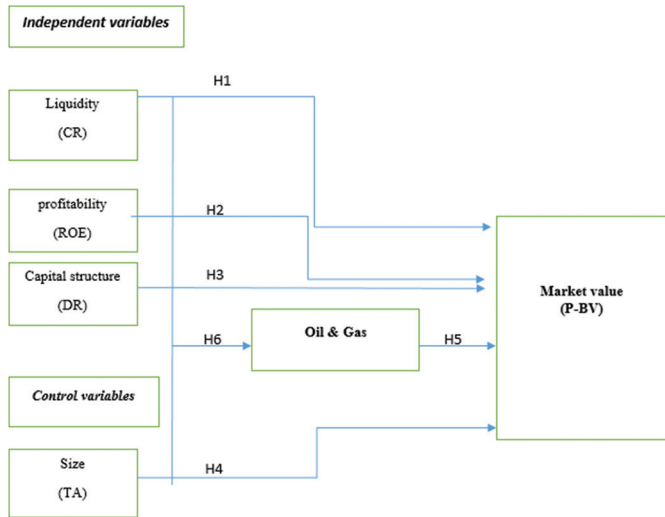 Independent variables
H1
Liquidity
(CR)
profitability
(ROE)
H2
Capital structure
(DR)
H3
Market value
(P-BV)
Oil & Gas
H6
H5
Control variables
Size
(TA)
H4